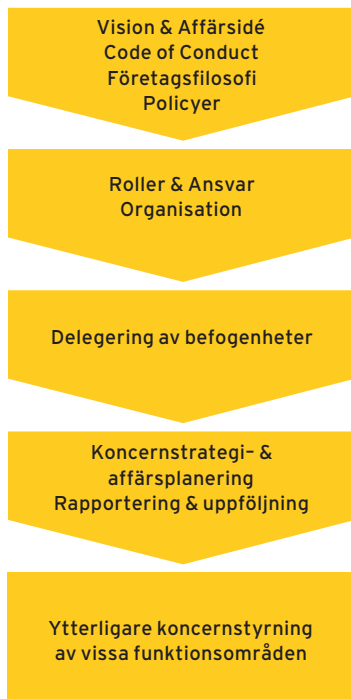 Vision & Affärsidé
Code of Conduct
Företagsfilosofi
Policyer
Roller & Ansvar
Organisation
Delegering av befogenheter
Koncernstrategi– &
affärsplanering
Rapportering & uppföljning
Ytterligare koncernstyrning
av vissa funktionsområden